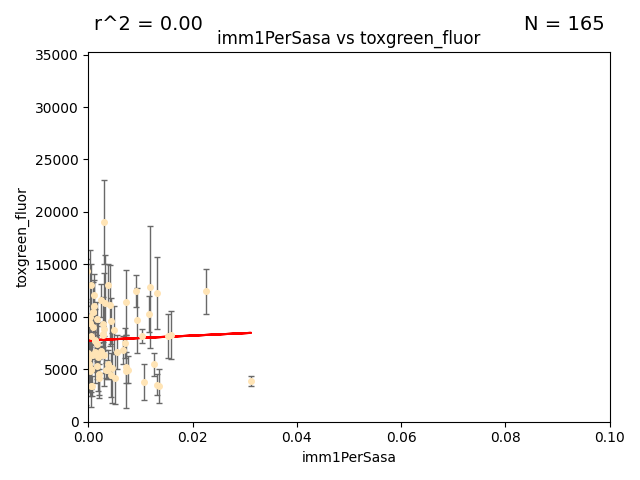 r^2 = 0.00
N = 165
imm1PerSasa vs toxgreen_fluor
35000
30000
25000
20000
15000
10000
5000
0
toxgreen_fluor
0.00
0.02
0.04
0.06
0.08
0.10
imm1PerSasa